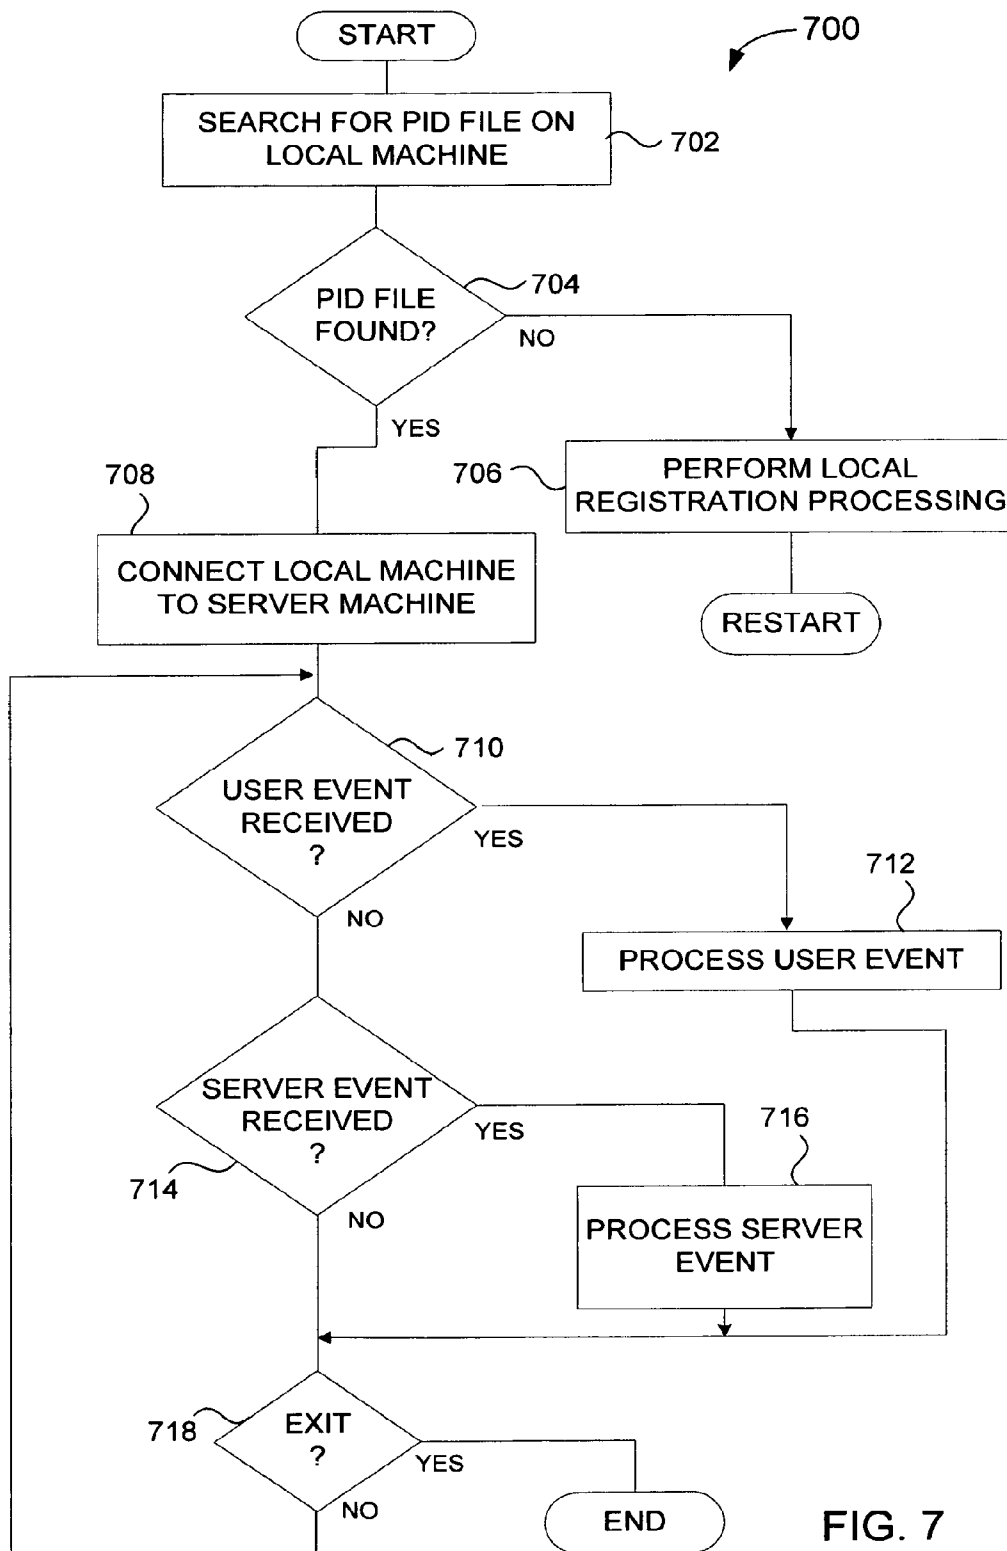 START
700
SEARCH FOR PID FILE ON
LOCAL MACHINE
702
704
PID FILE
FOUND?
NO
YES
708
706
PERFORM LOCAL
REGISTRATION PROCESSING
CONNECT LOCAL MACHINE
TO SERVER MACHINE
RESTART
710
USER EVENT
RECEIVED
?
YES
NO
712
PROCESS USER EVENT
SERVER EVENT
RECEIVED
?
YES
714
NO
716
PROCESS SERVER
EVENT
718
EXIT
?
YES
NO
END
FIG. 7